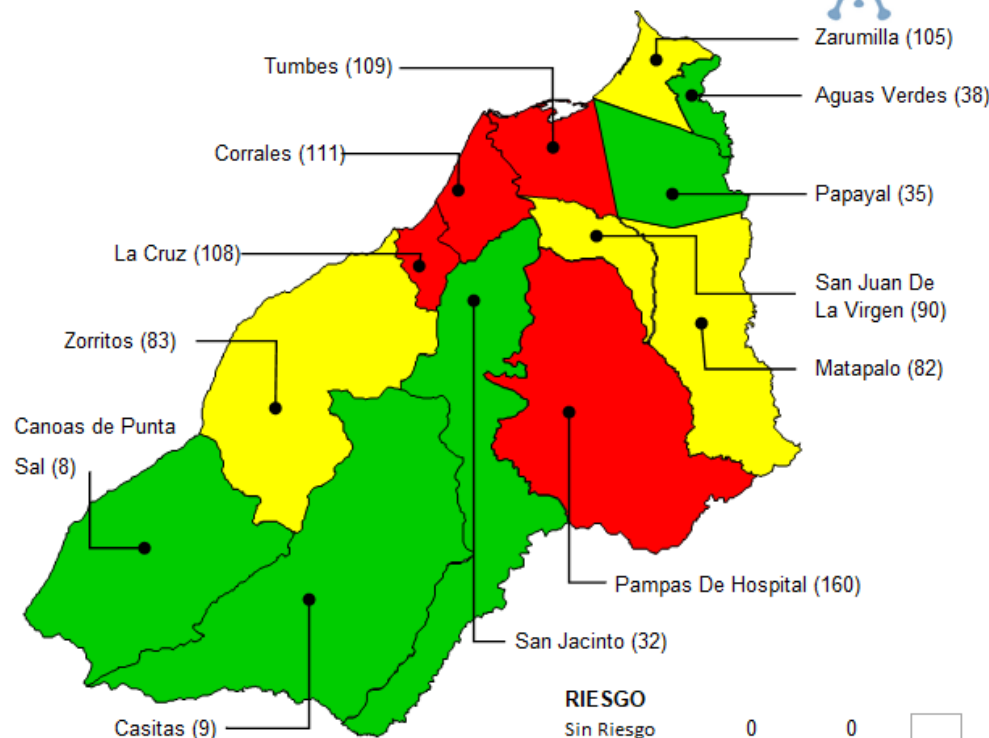 Zarumilla (105)
Tumbes (109)
Aguas Verdes (38)
Corrales (111)
Papayal (35)
La Cruz (108)
San Juan De
La Virgen (90)
Zorritos (83)
Matapalo (82)
Canoas de Punta
Sal (8)
Pampas De Hospital (160)
San Jacinto (32)
Casitas (9)
RIESGO
Sin Riesgo 0 0